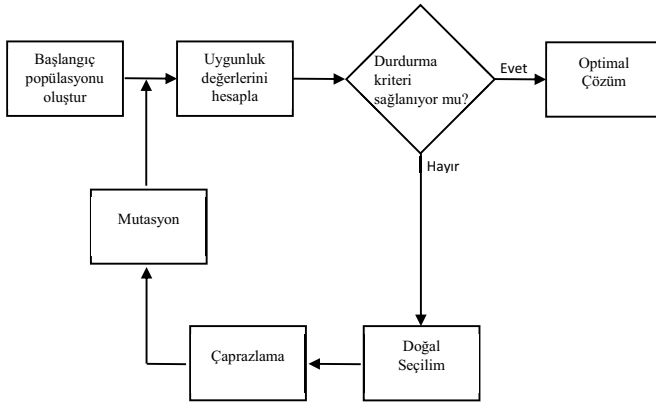 Başlangıç
popülasyonu
oluştur
Uygunluk
değerlerini
hesapla
Durdurma
kriteri
sağlanıyor mu?
Evet
Optimal
Çözüm
Hayır
Mutasyon
Çaprazlama
Doğal
Seçilim